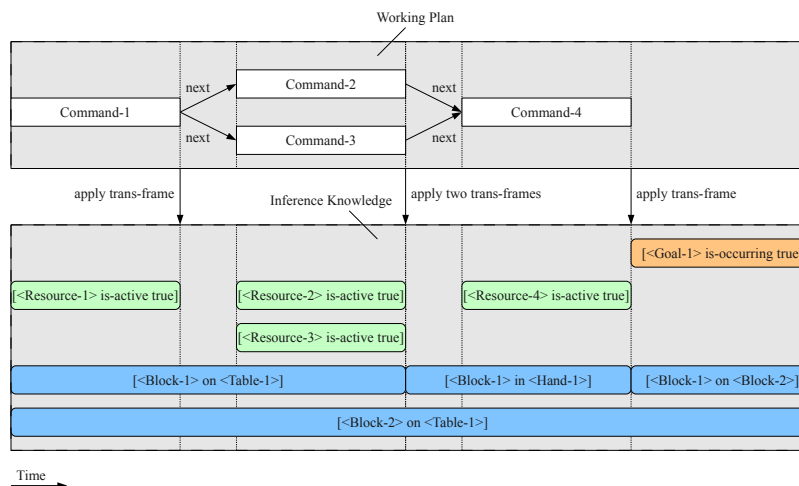 Working Plan
next
Command-2
next
Command-1
Command-4
next
Command-3
next
apply trans-frame
apply two trans-frames
apply trans-frame
Inference Knowledge
[<Goal-1> is-occurring true]
[<Resource-1> is-active true]
[<Resource-2> is-active true]
[<Resource-4> is-active true]
[<Resource-3> is-active true]
[<Block-1> on <Table-1>]
[<Block-1> in <Hand-1>]
[<Block-1> on <Block-2>]
[<Block-2> on <Table-1>]
Time